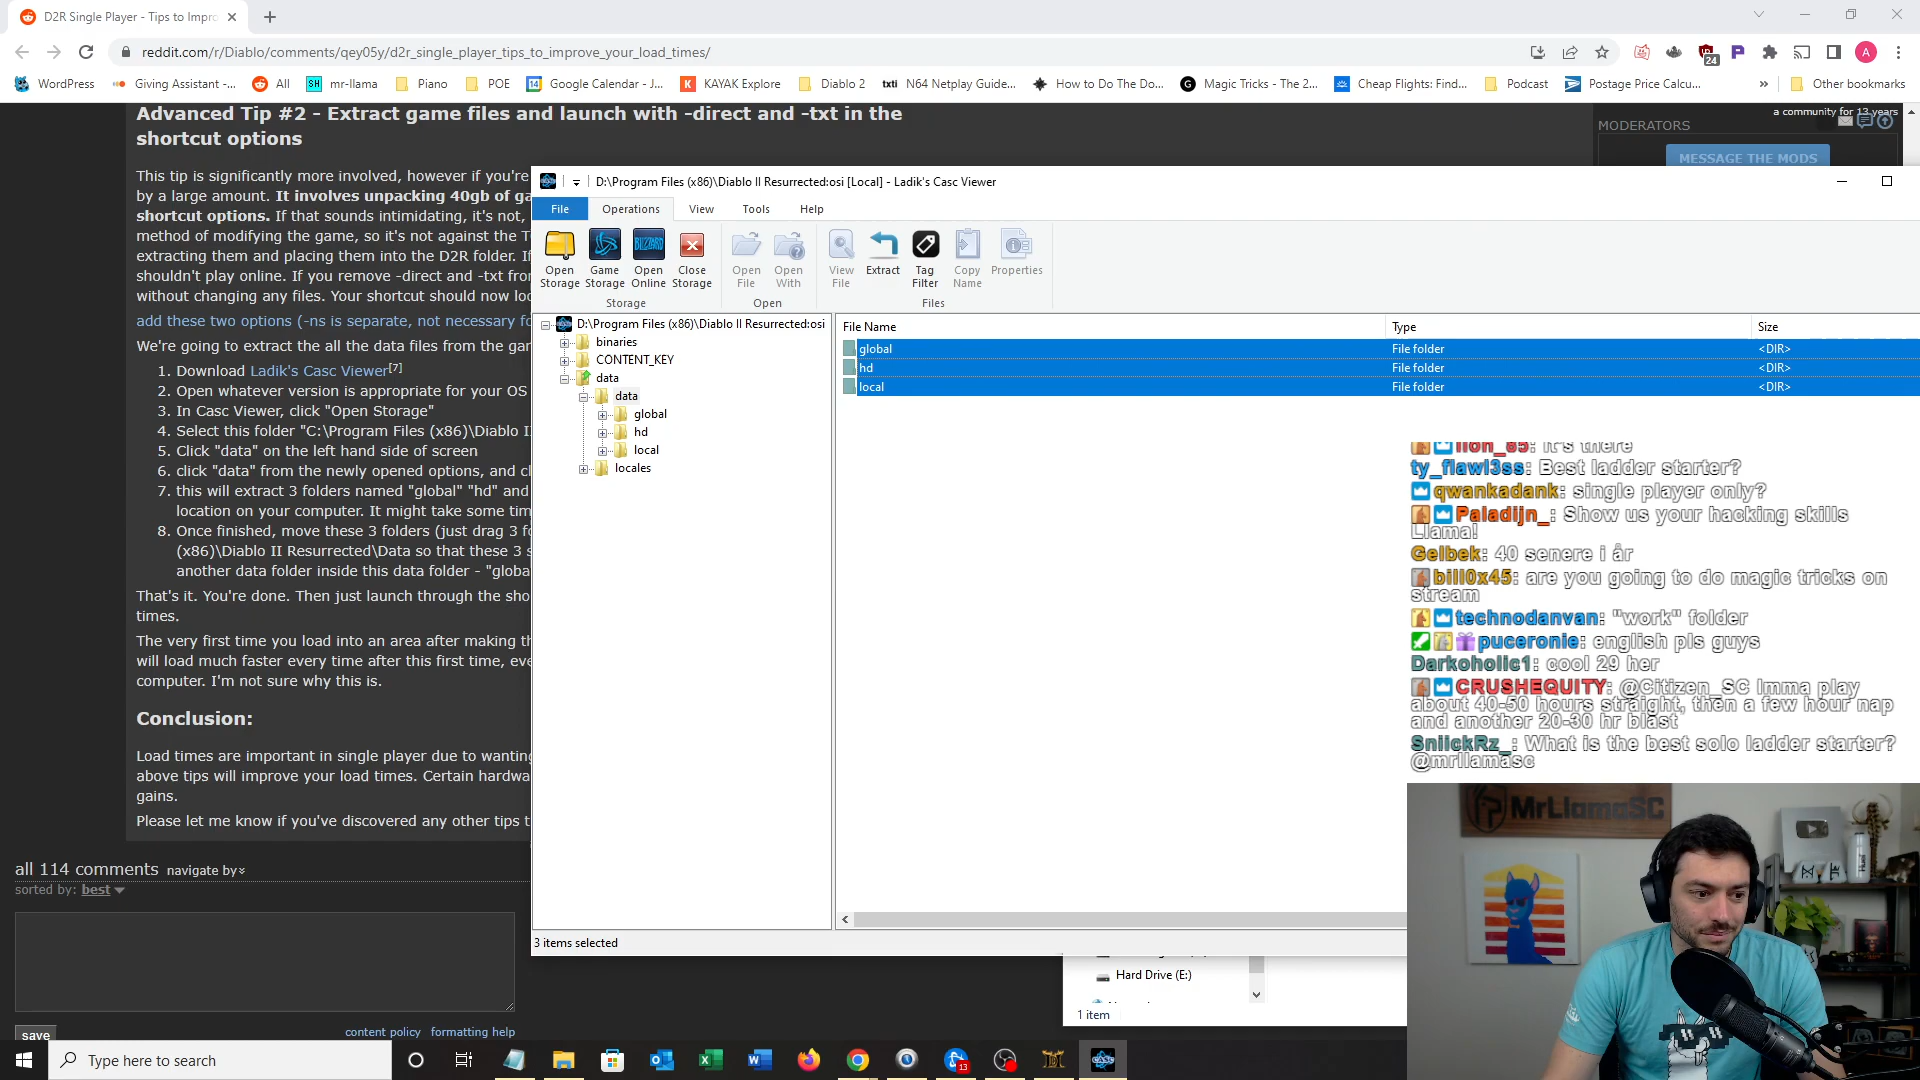 D2R Single Player - Tips to Impro
reddit.com/r/Diablo/comments/qey05y/d2r_single_player_tips_to_improve_your_load_times/
24
A
WordPress
Giving Assistant -...
All
mr-llama
Piano
POE
Google Calendar - J...
KAYAK Explore
Diablo 2
txti N64 Netplay Guide...
How to Do The Do...
Magic Tricks - The 2...
Cheap Flights: Find...
Podcast
Postage Price Calcu...
Other bookmarks
Advanced Tip #2 - Extract game files and launch with -direct and -txt in the
shortcut options
a community for 13 years
MODERATORS
MESSAGE THE MODS
This tip is significantly more involved, however if you're
by a large amount. It involves unpacking 40gb of ga
shortcut options. If that sounds intimidating, it's not,
method of modifying the game, so it's not against the T
extracting them and placing them into the D2R folder. If
shouldn't play online. If you remove -direct and -txt from
without changing any files. Your shortcut should now loo
add these two options (-ns is separate, not necessary fo
We're going to extract the all the data files from the gam
1. Download Ladik's Casc Viewer[7]
2. Open whatever version is appropriate for your OS
3. In Casc Viewer, click "Open Storage"
4. Select this folder "C:\Program Files (x86)\Diablo I
5. Click "data" on the left hand side of screen
6. click "data" from the newly opened options, and cl
7. this will extract 3 folders named "global" "hd" and
location on your computer. It might take some tim
8. Once finished, move these 3 folders (just drag 3 fo
(x86)\Diablo II Resurrected\Data so that these 3 s
another data folder inside this data folder - "globa
That's it. You're done. Then just launch through the sho
times.
The very first time you load into an area after making th
will load much faster every time after this first time, eve
computer. I'm not sure why this is.
Conclusion:
Load times are important in single player due to wanting
above tips will improve your load times. Certain hardwa
gains.
Please let me know if you've discovered any other tips t
all 114 comments navigate by
sorted by: best
save
content policy formatting help
D:\Program Files (x86)\Diablo II Resurrected:osi [Local] - Ladik's Casc Viewer
File Operations View Tools Help
Open Storage
Game Storage
Open Online
Close Storage
Open File
Open With
View File
Extract
Tag Filter
Copy Name
Properties
Storage
Open
Files
D:\Program Files (x86)\Diablo II Resurrected:osi
binaries
CONTENT_KEY
data
data
global
hd
local
locales
File Name Type Size
global File folder <DIR>
hd File folder <DIR>
local File folder <DIR>
3 items selected
Hard Drive (E:)
1 item
lion_85: It's there
ty_flawl3ss: Best ladder starter?
qwankadank: single player only?
Paladijn_: Show us your hacking skills
Llama!
Gelbek: 40 senere i år
bill0x45: are you going to do magic tricks on
stream
technodanvan: "work" folder
puceronie: english pls guys
Darkoholic1: cool 29 her
CRUSHEQUITY: @Citizen_SC Imma play
about 40-50 hours straight, then a few hour nap
and another 20-30 hr blast
SniickRz_: What is the best solo ladder starter?
@mrllamasc
MrLlamaSC
Type here to search
13